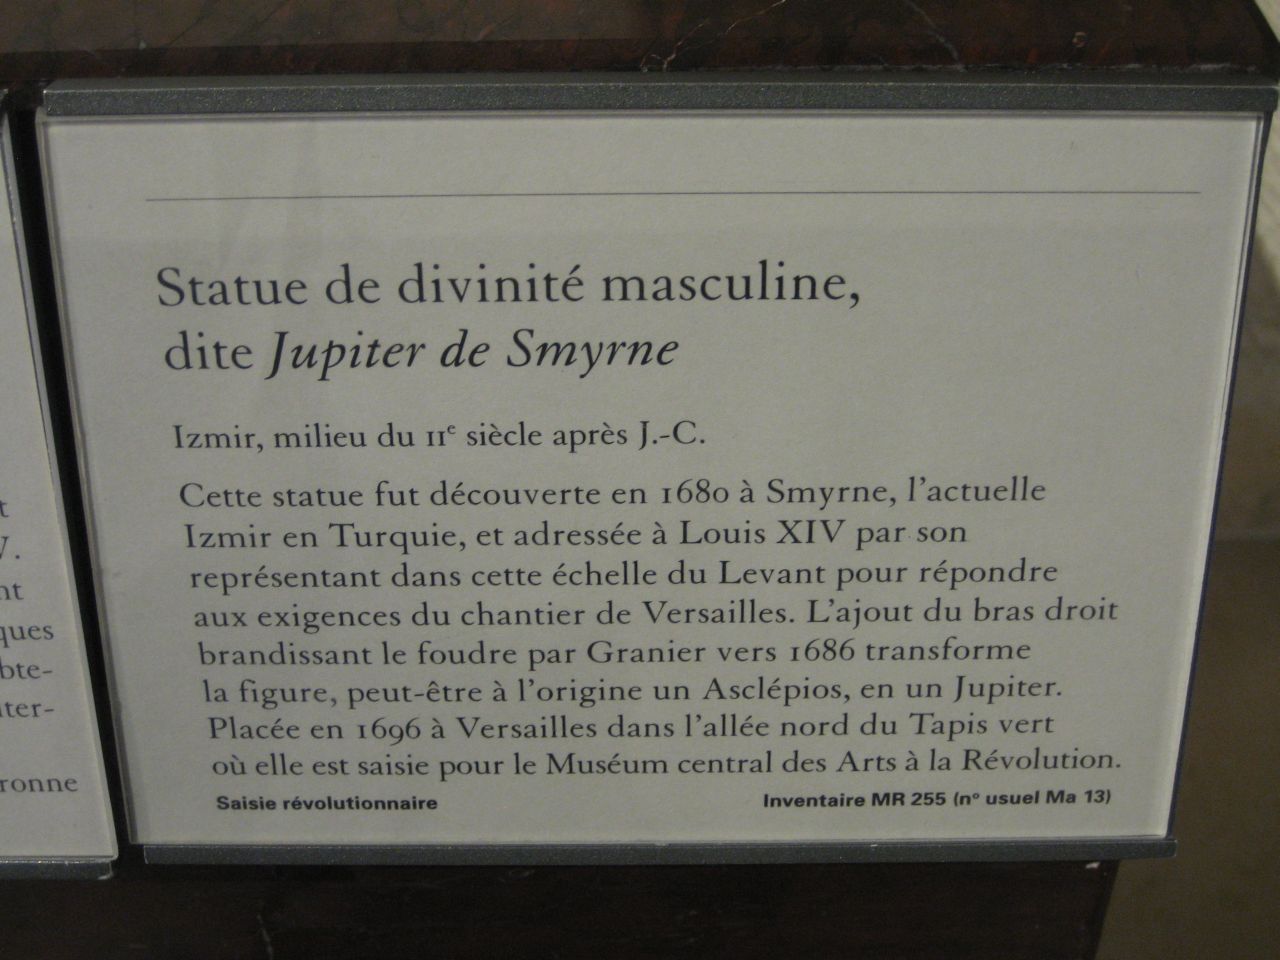 Statue de divinité masculine,
dite Jupiter de Smyrne
Izmir, milieu du IIe siècle après J.-C.
Cette statue fut découverte en 1680 à Smyrne, l'actuelle
Izmir en Turquie, et adressée à Louis XIV par son
représentant dans cette échelle du Levant pour répondre
aux exigences du chantier de Versailles. L'ajout du bras droit
brandissant le foudre par Granier vers 1686 transforme
la figure, peut-être à l'origine un Asclépios, en un Jupiter.
Placée en 1696 à Versailles dans l'allée nord du Tapis vert
où elle est saisie pour le Muséum central des Arts à la Révolution.
Saisie révolutionnaire
Inventaire MR 255 (nº usuel Ma 13)